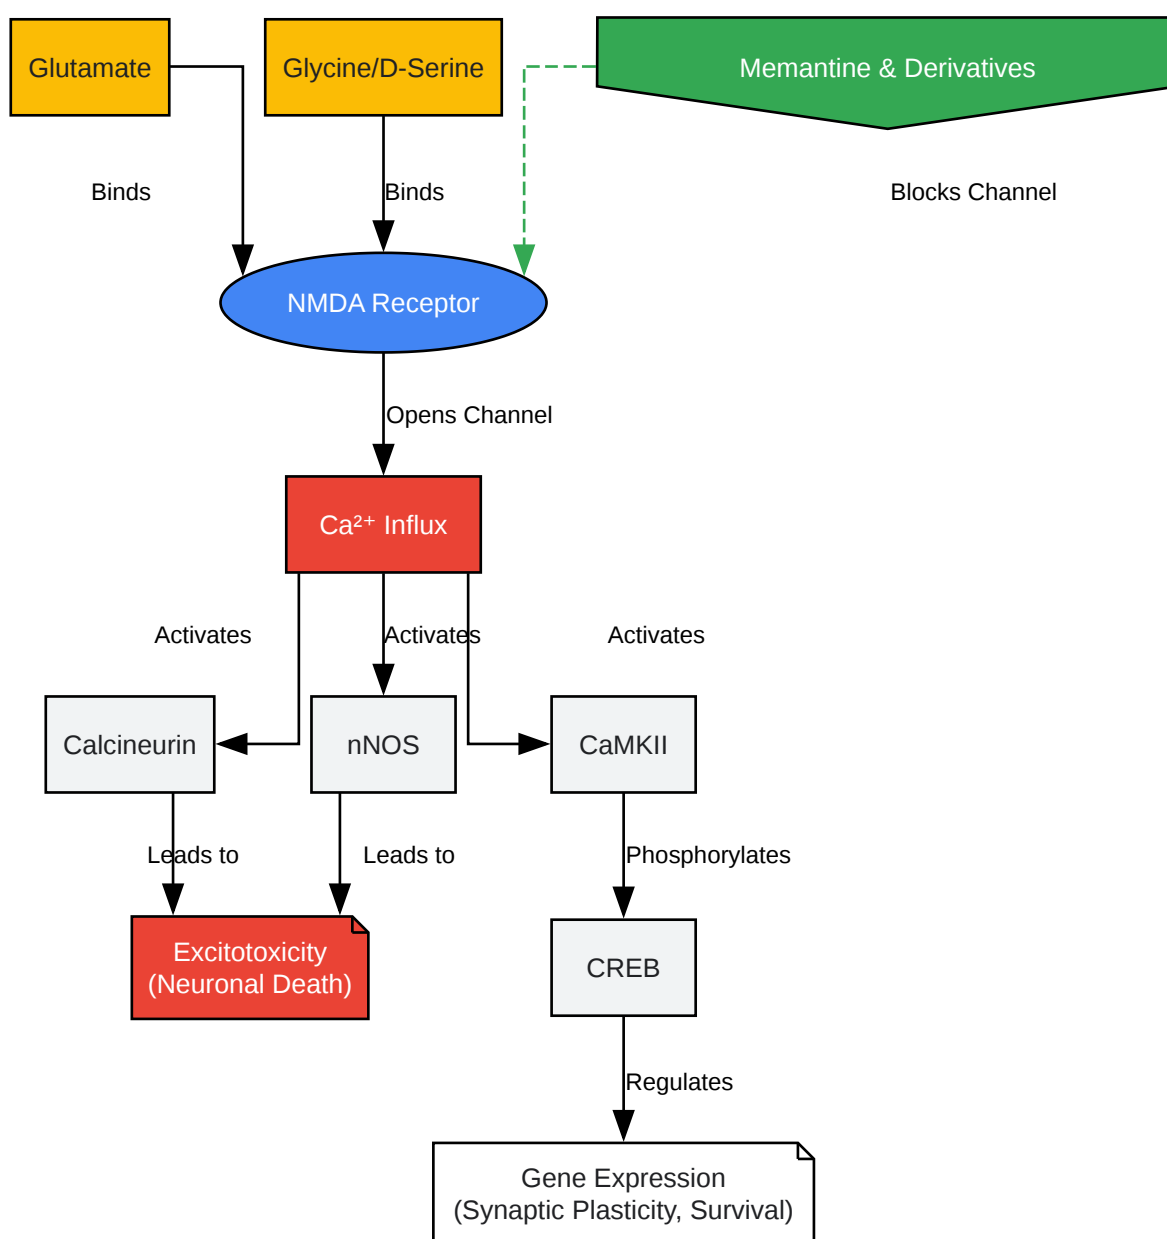 Glutamate
Glycine/D-Serine
Memantine & Derivatives
Binds
Binds
Blocks Channel
NMDA Receptor
Opens Channel
Ca²⁺ Influx
Activates
Activates
Activates
Calcineurin
nNOS
CaMKII
Leads to
Leads to
Phosphorylates
Excitotoxicity
(Neuronal Death)
CREB
Regulates
Gene Expression
(Synaptic Plasticity, Survival)